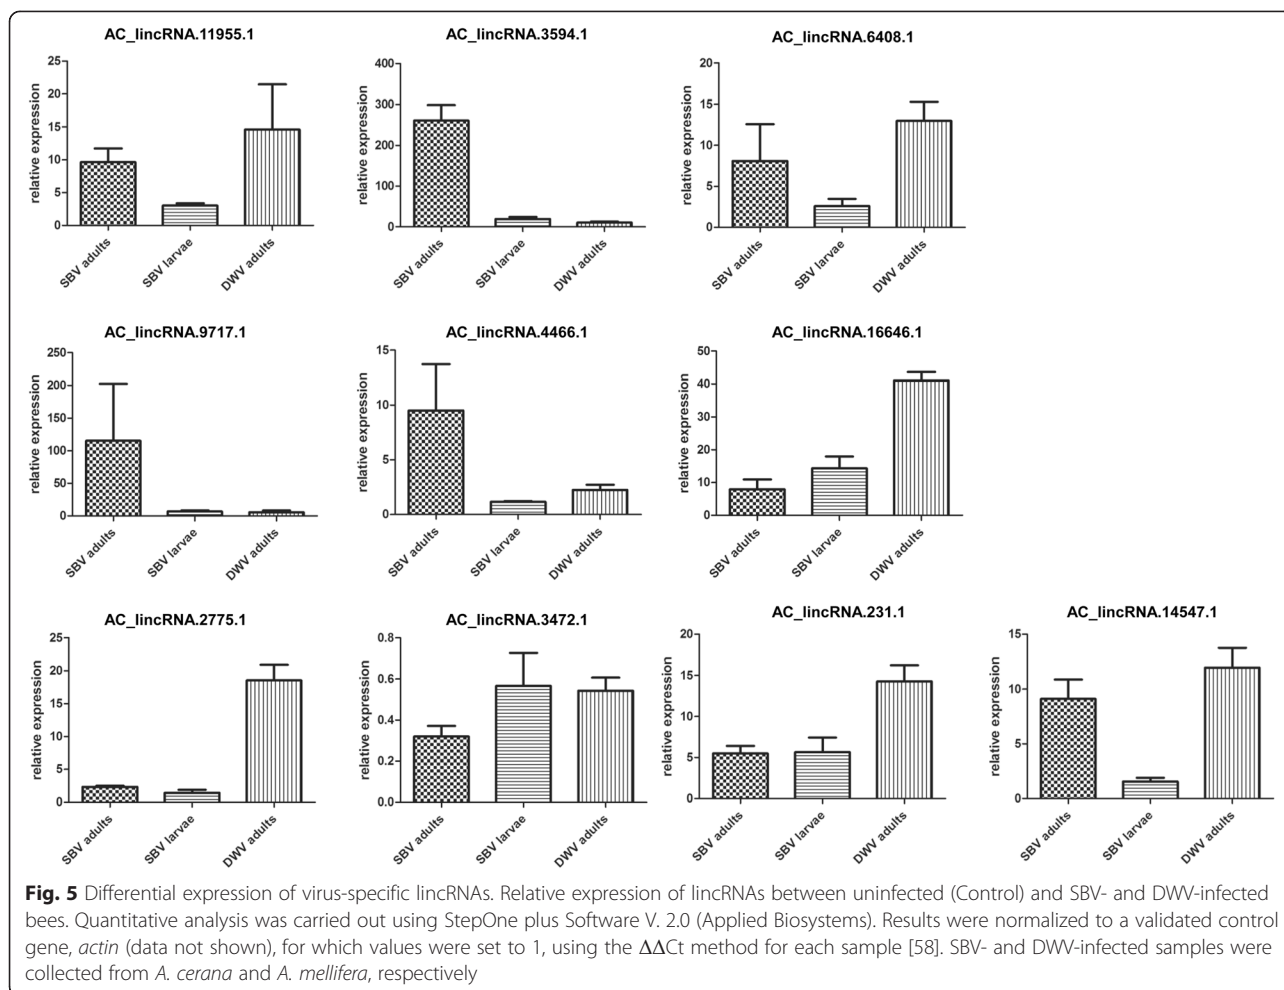 AC_lincRNA.11955.1
relative expression
25
20
15
10
5
0
SBV adults
SBV larvae
DWV adults
AC_lincRNA.3594.1
relative expression
400
300
200
100
0
SBV adults
SBV larvae
DWV adults
AC_lincRNA.6408.1
relative expression
20
15
10
5
0
SBV adults
SBV larvae
DWV adults
AC_lincRNA.9717.1
relative expression
250
200
150
100
50
0
SBV adults
SBV larvae
DWV adults
AC_lincRNA.4466.1
relative expression
15
10
5
0
SBV adults
SBV larvae
DWV adults
AC_lincRNA.16646.1
relative expression
50
40
30
20
10
0
SBV adults
SBV larvae
DWV adults
AC_lincRNA.2775.1
relative expression
25
20
15
10
5
0
SBV adults
SBV larvae
DWV adults
AC_lincRNA.3472.1
relative expression
0.8
0.6
0.4
0.2
0.0
SBV adults
SBV larvae
DWV adults
AC_lincRNA.231.1
relative expression
20
15
10
5
0
SBV adults
SBV larvae
DWV adults
AC_lincRNA.14547.1
relative expression
15
10
5
0
SBV adults
SBV larvae
DWV adults
Fig. 5 Differential expression of virus-specific lincRNAs. Relative expression of lincRNAs between uninfected (Control) and SBV- and DWV-infected
bees. Quantitative analysis was carried out using StepOne plus Software V. 2.0 (Applied Biosystems). Results were normalized to a validated control
gene, actin (data not shown), for which values were set to 1, using the ΔΔCt method for each sample [58]. SBV- and DWV-infected samples were
collected from A. cerana and A. mellifera, respectively